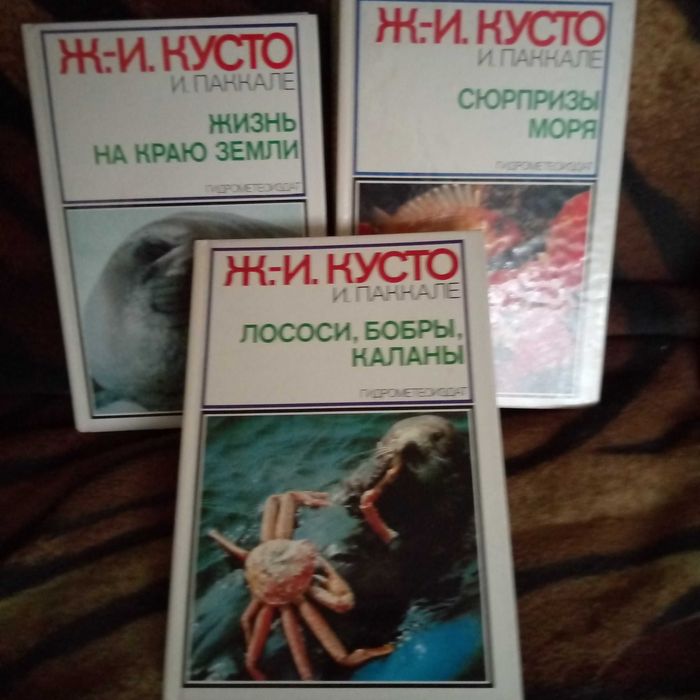 Ж.-И. КУСТО
И. ПАККАЛЕ
ЖИЗНЬ
НА КРАЮ ЗЕМЛИ
ГИДРОМЕТЕОИЗДАТ
Ж.-И. КУСТО
И. ПАККАЛЕ
СЮРПРИЗЫ
МОРЯ
ГИДРОМЕТЕОИЗДАТ
Ж.-И. КУСТО
И. ПАККАЛЕ
ЛОСОСИ, БОБРЫ,
КАЛАНЫ
ГИДРОМЕТЕОИЗДАТ